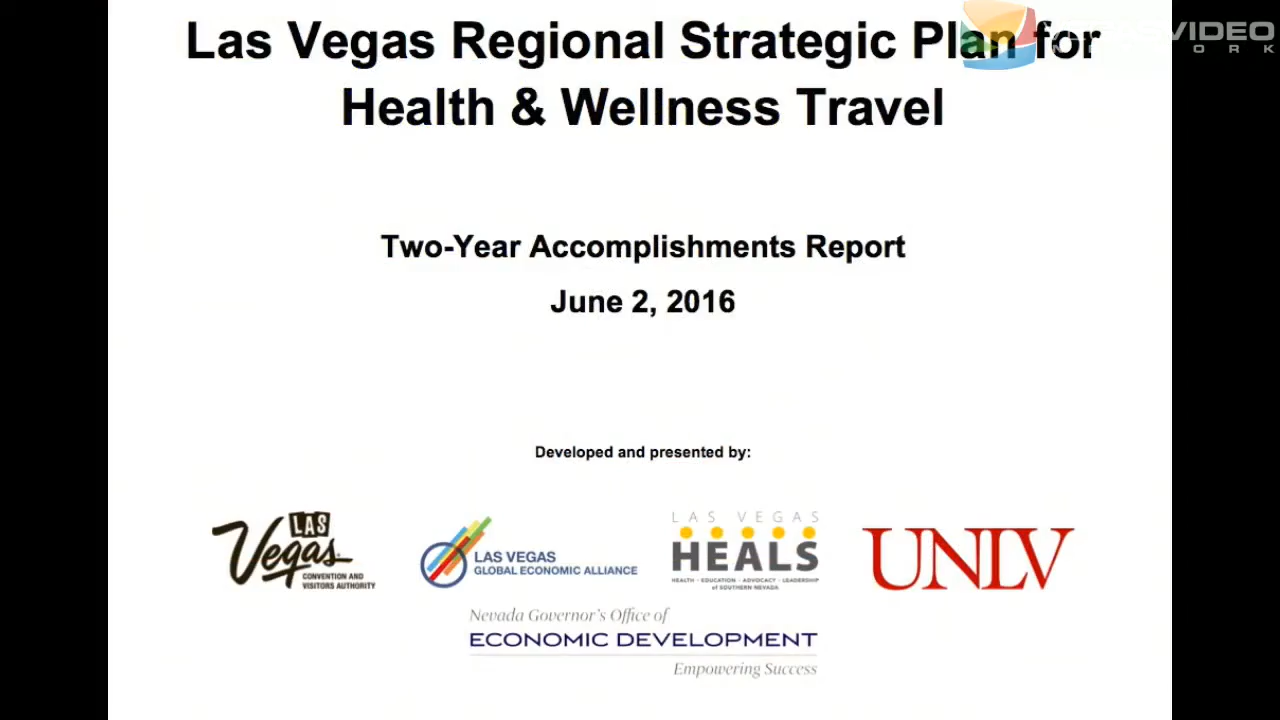 Las Vegas Regional Strategic Plan for
Health & Wellness Travel
VIDEO
Two-Year Accomplishments Report
June 2, 2016
Developed and presented by:
LAS
Vegas
CONVENTION AND
VISITORS AUTHORITY
LAS VEGAS
GLOBAL ECONOMIC ALLIANCE
LAS VEGAS
HEALS
HEALTH · EDUCATION · ADVOCACY · LEADERSHIP
of SOUTHERN NEVADA
UNLV
Nevada Governor's Office of
ECONOMIC DEVELOPMENT
Empowering Success